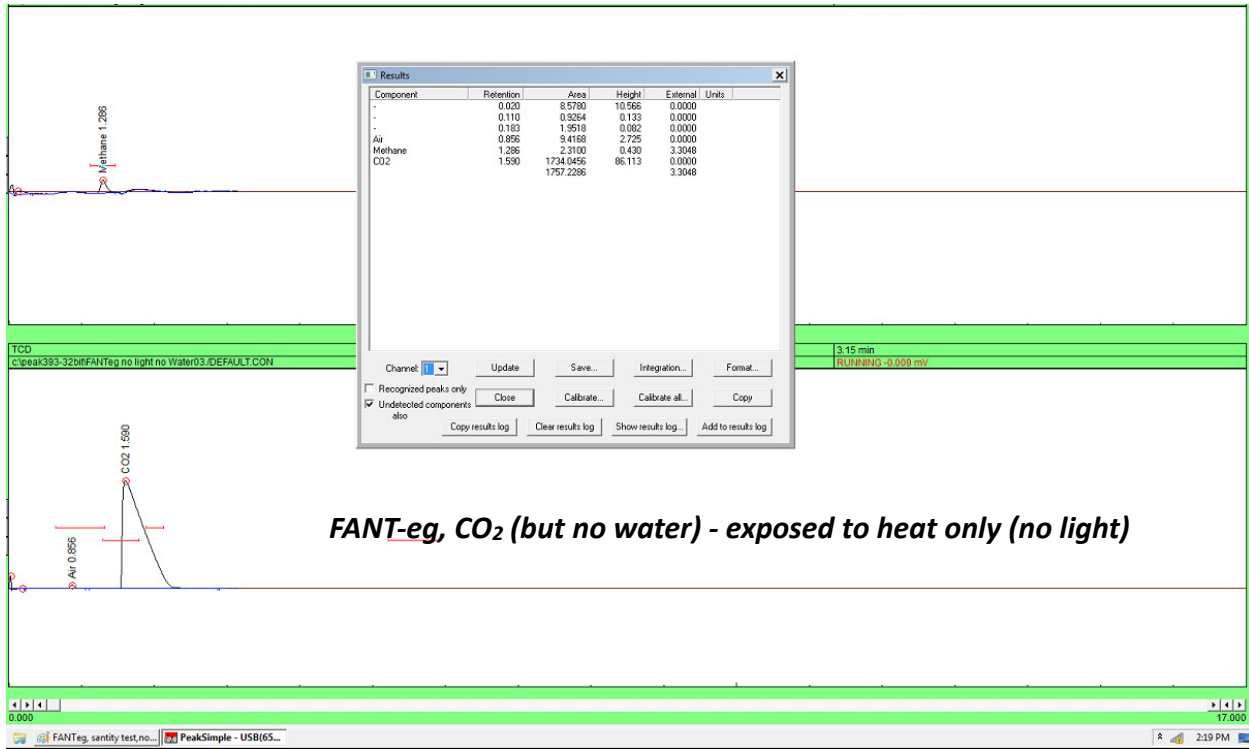 Methane 1.286
Results
Component Retention Area Height External Units
- 0.020 8.5780 10.566 0.0000
- 0.110 0.9264 0.133 0.0000
- 0.183 1.9518 0.082 0.0000
Air 0.856 9.4168 2.725 0.0000
Methane 1.286 2.3100 0.430 3.3048
CO2 1.590 1734.0456 86.113 0.0000
1757.2286 3.3048
Channel: 1 Update Save... Integration... Format...
Recognized peaks only
Undetected components also
Close Calibrate... Calibrate all... Copy
Copy results log Clear results log Show results log... Add to results log
TCD 3.15 min
c:\peak393-32bit\FANTeg no light no Water03./DEFAULT.CON RUNNING -0.009 mV
CO2 1.590
Air 0.856
FANT-eg, CO₂ (but no water) - exposed to heat only (no light)
0.000 17.000
FANTeg, santity test,no... PeakSimple - USB(65... 2:19 PM